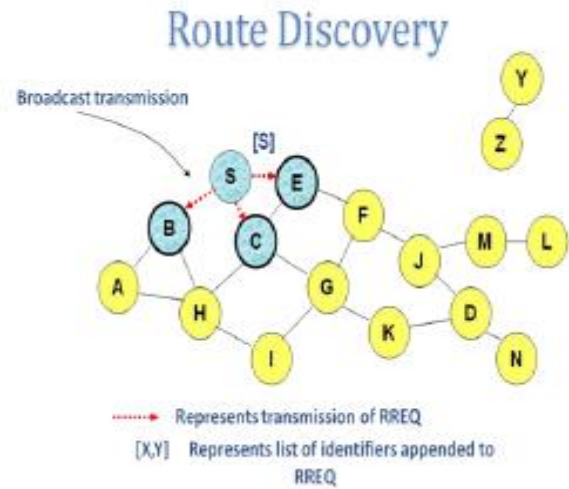 Route Discovery
Y
Broadcast transmission
Z
[S]
S
E
B
F
C
M
L
J
A
G
H
D
K
I
N
Represents transmission of RREQ
[X,Y] Represents list of identifiers appended to
RREQ